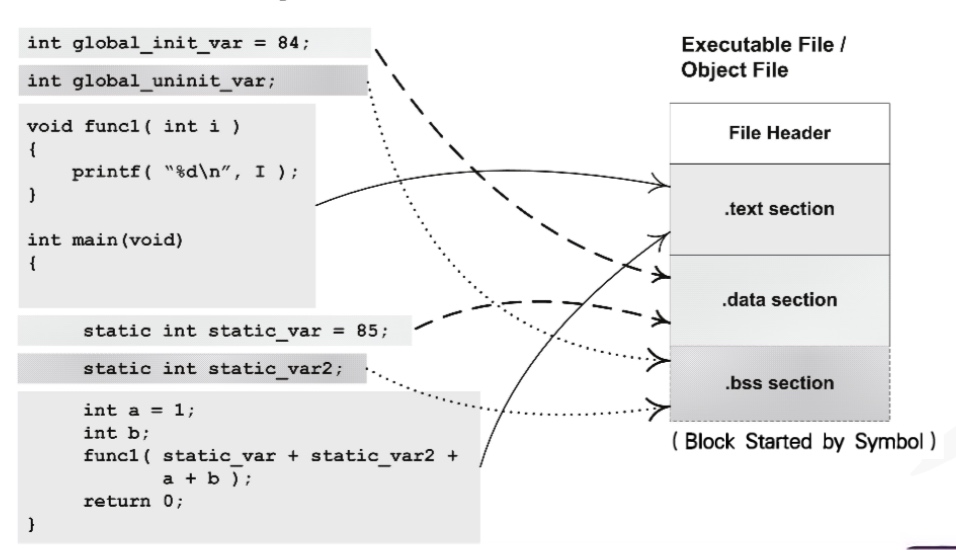 int global_init_var = 84;
int global_uninit_var;
void func1( int i )
{
    printf( "%d\n", I );
}
int main(void)
{
static int static_var = 85;
static int static_var2;
int a = 1;
int b;
func1( static_var + static_var2 +
a + b );
return 0;
}
Executable File /
Object File
File Header
.text section
.data section
.bss section
( Block Started by Symbol )